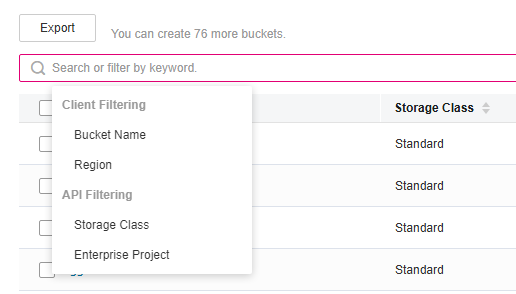 Export
You can create 76 more buckets.
Search or filter by keyword.
Client Filtering
Bucket Name
Region
API Filtering
Storage Class
Enterprise Project
Storage Class
Standard
Standard
Standard
Standard